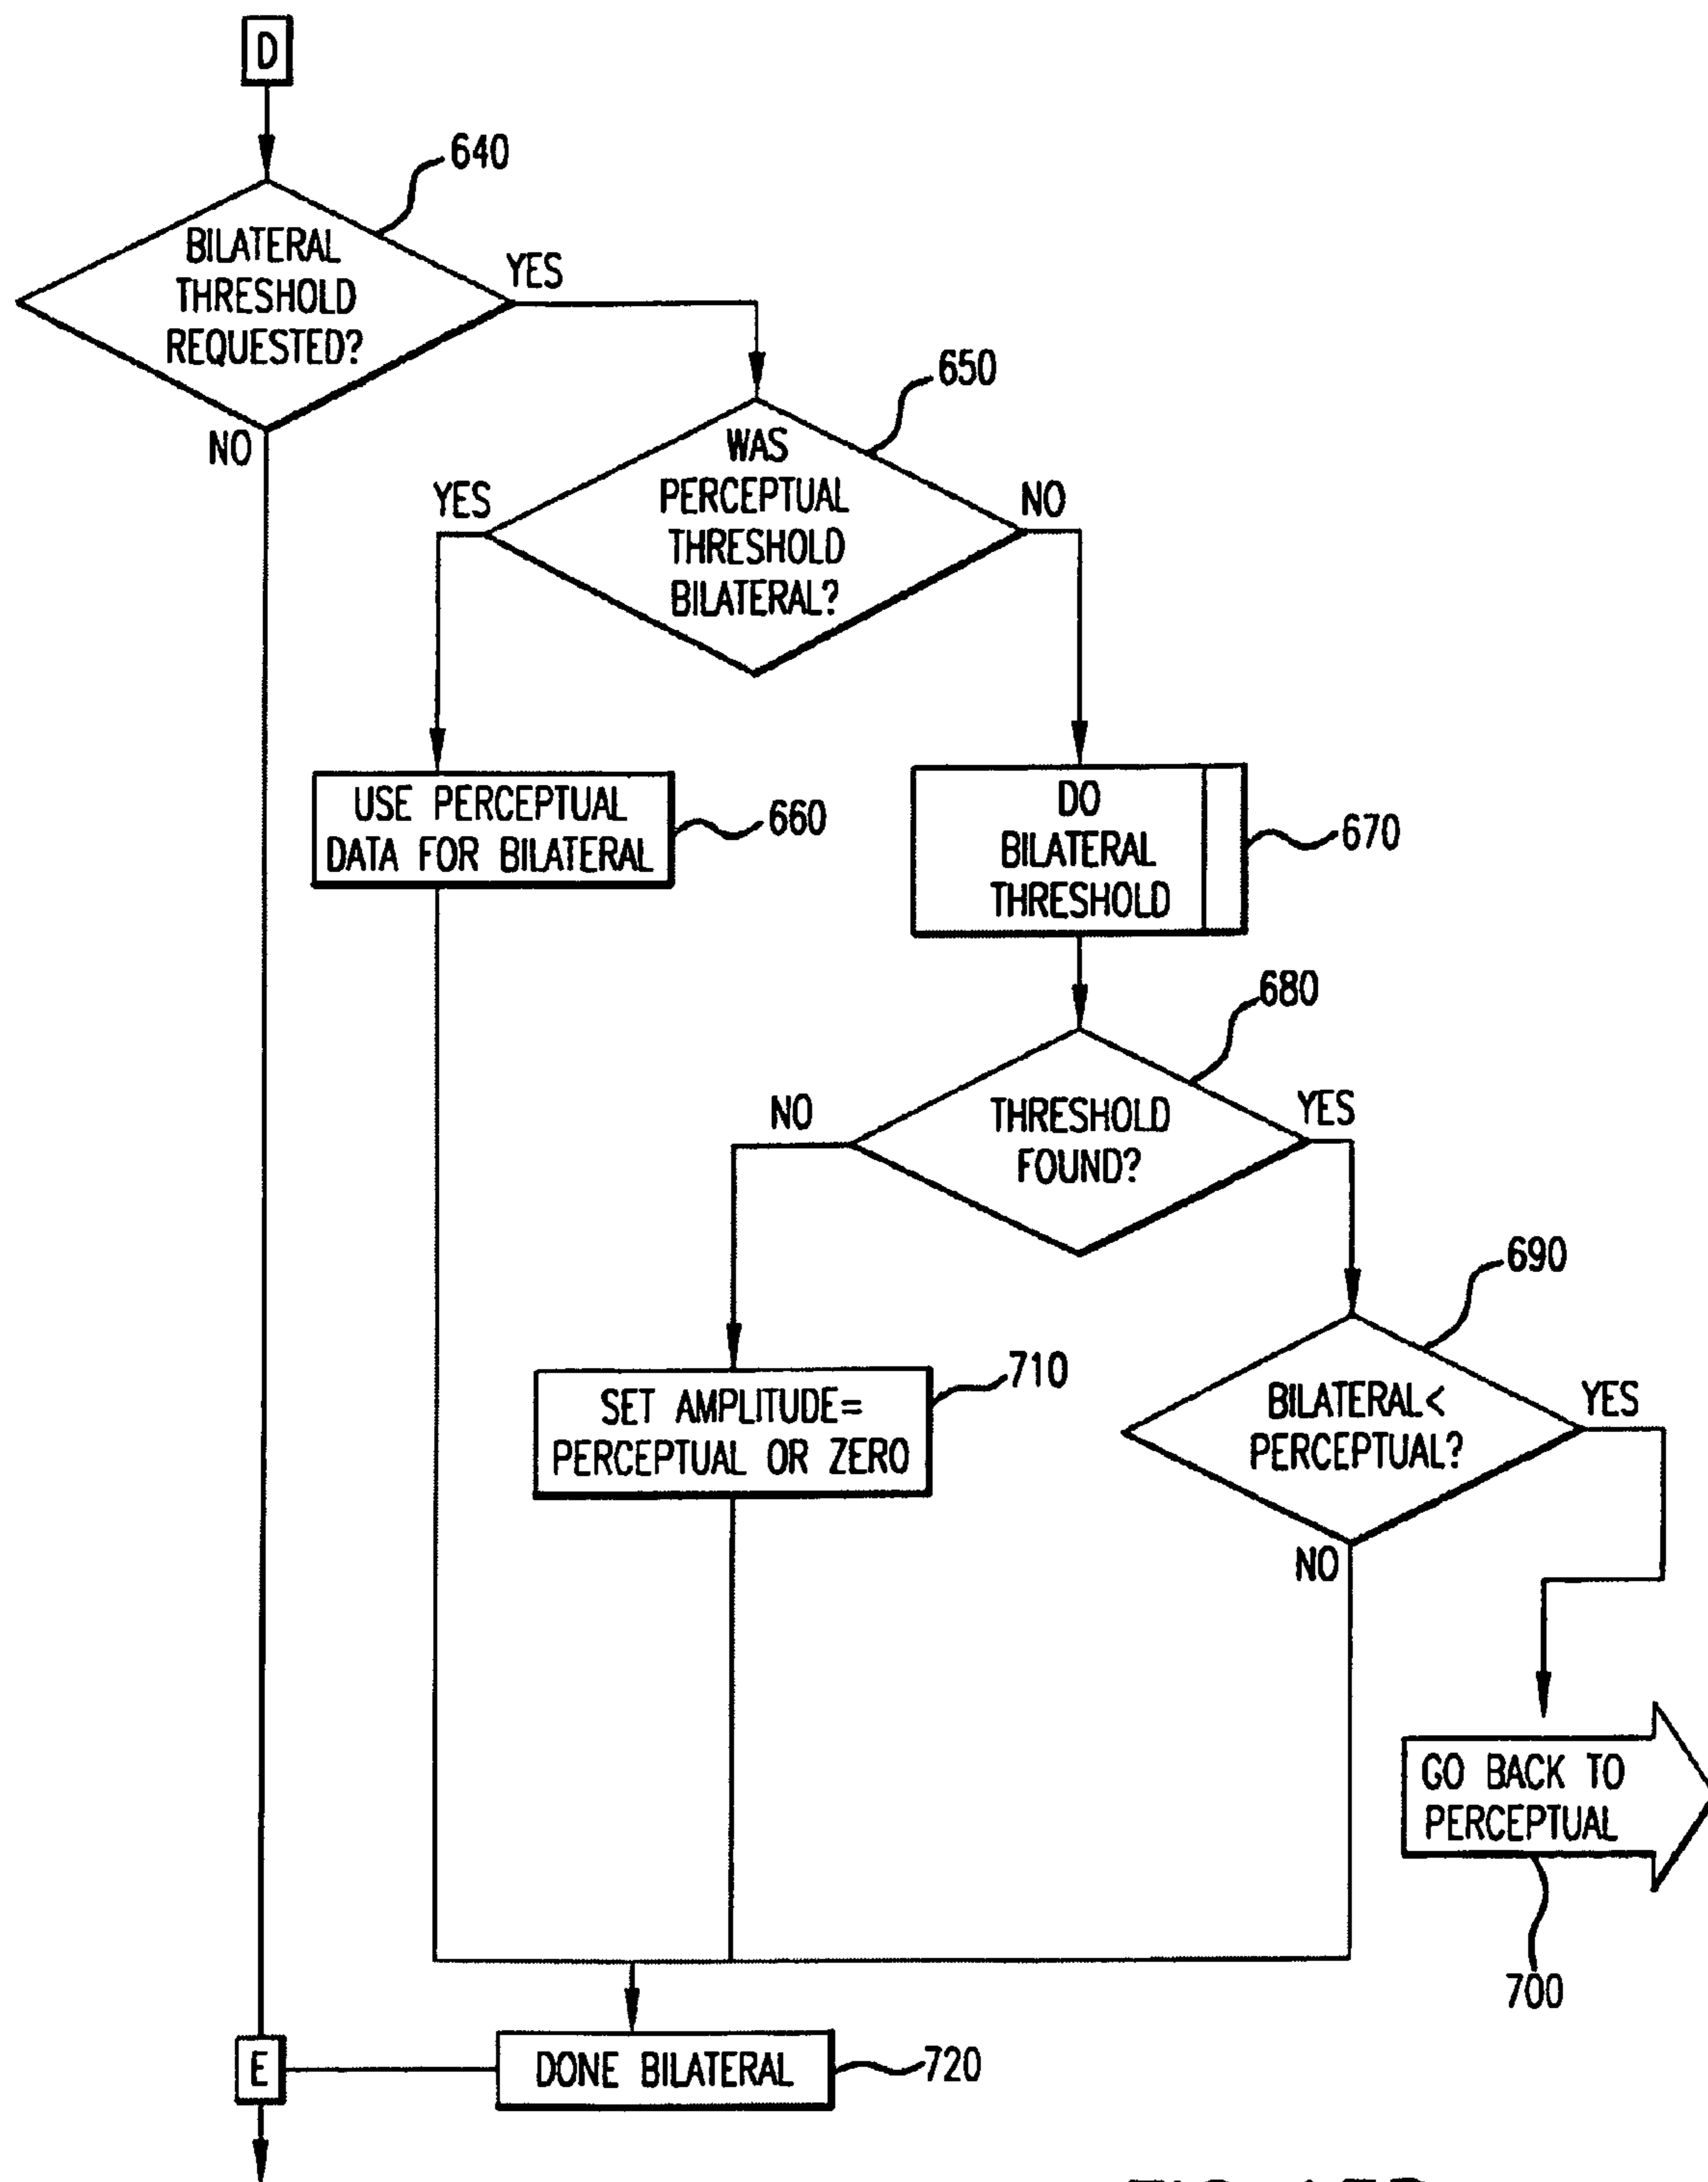 D
640
BILATERAL
THRESHOLD
REQUESTED?
YES
NO
650
WAS
PERCEPTUAL
THRESHOLD
BILATERAL?
YES
NO
USE PERCEPTUAL
DATA FOR BILATERAL
660
DO
BILATERAL
THRESHOLD
670
680
THRESHOLD
FOUND?
NO
YES
690
SET AMPLITUDE=
PERCEPTUAL OR ZERO
710
BILATERAL<
PERCEPTUAL?
YES
NO
GO BACK TO
PERCEPTUAL
700
E
DONE BILATERAL
720